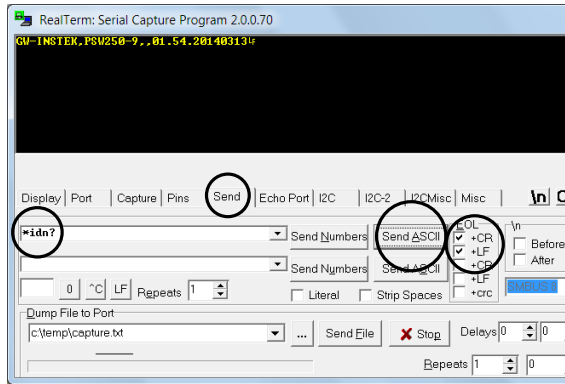 RealTerm: Serial Capture Program 2.0.0.70
GW-INSTEK,PSW250-9,,01.54.20140313LF
Display Port Capture Pins Send Echo Port I2C I2C-2 I2CMisc Misc \n
*idn? Send Numbers Send ASCII
EOL
+CR
+LF
\n
Before
After
Send Numbers Send ASCII
+CR
+LF
+crc
SMBUS 8
0 ^C LF Repeats 1 Literal Strip Spaces
Dump File to Port
c:\temp\capture.txt ... Send File Stop Delays 0 0
Repeats 1 0